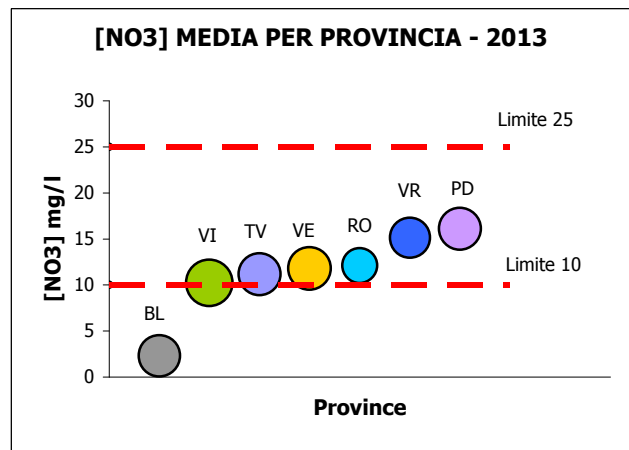 [NO3] MEDIA PER PROVINCIA - 2013
[NO3] mg/l
30
25
20
15
10
5
0
Limite 25
Limite 10
BL
VI
TV
VE
RO
VR
PD
Province